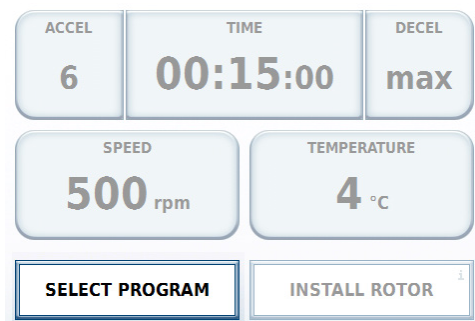 ACCEL TIME DECEL
6 00:15:00 max
SPEED TEMPERATURE
500 rpm 4 °C
SELECT PROGRAM INSTALL ROTOR i